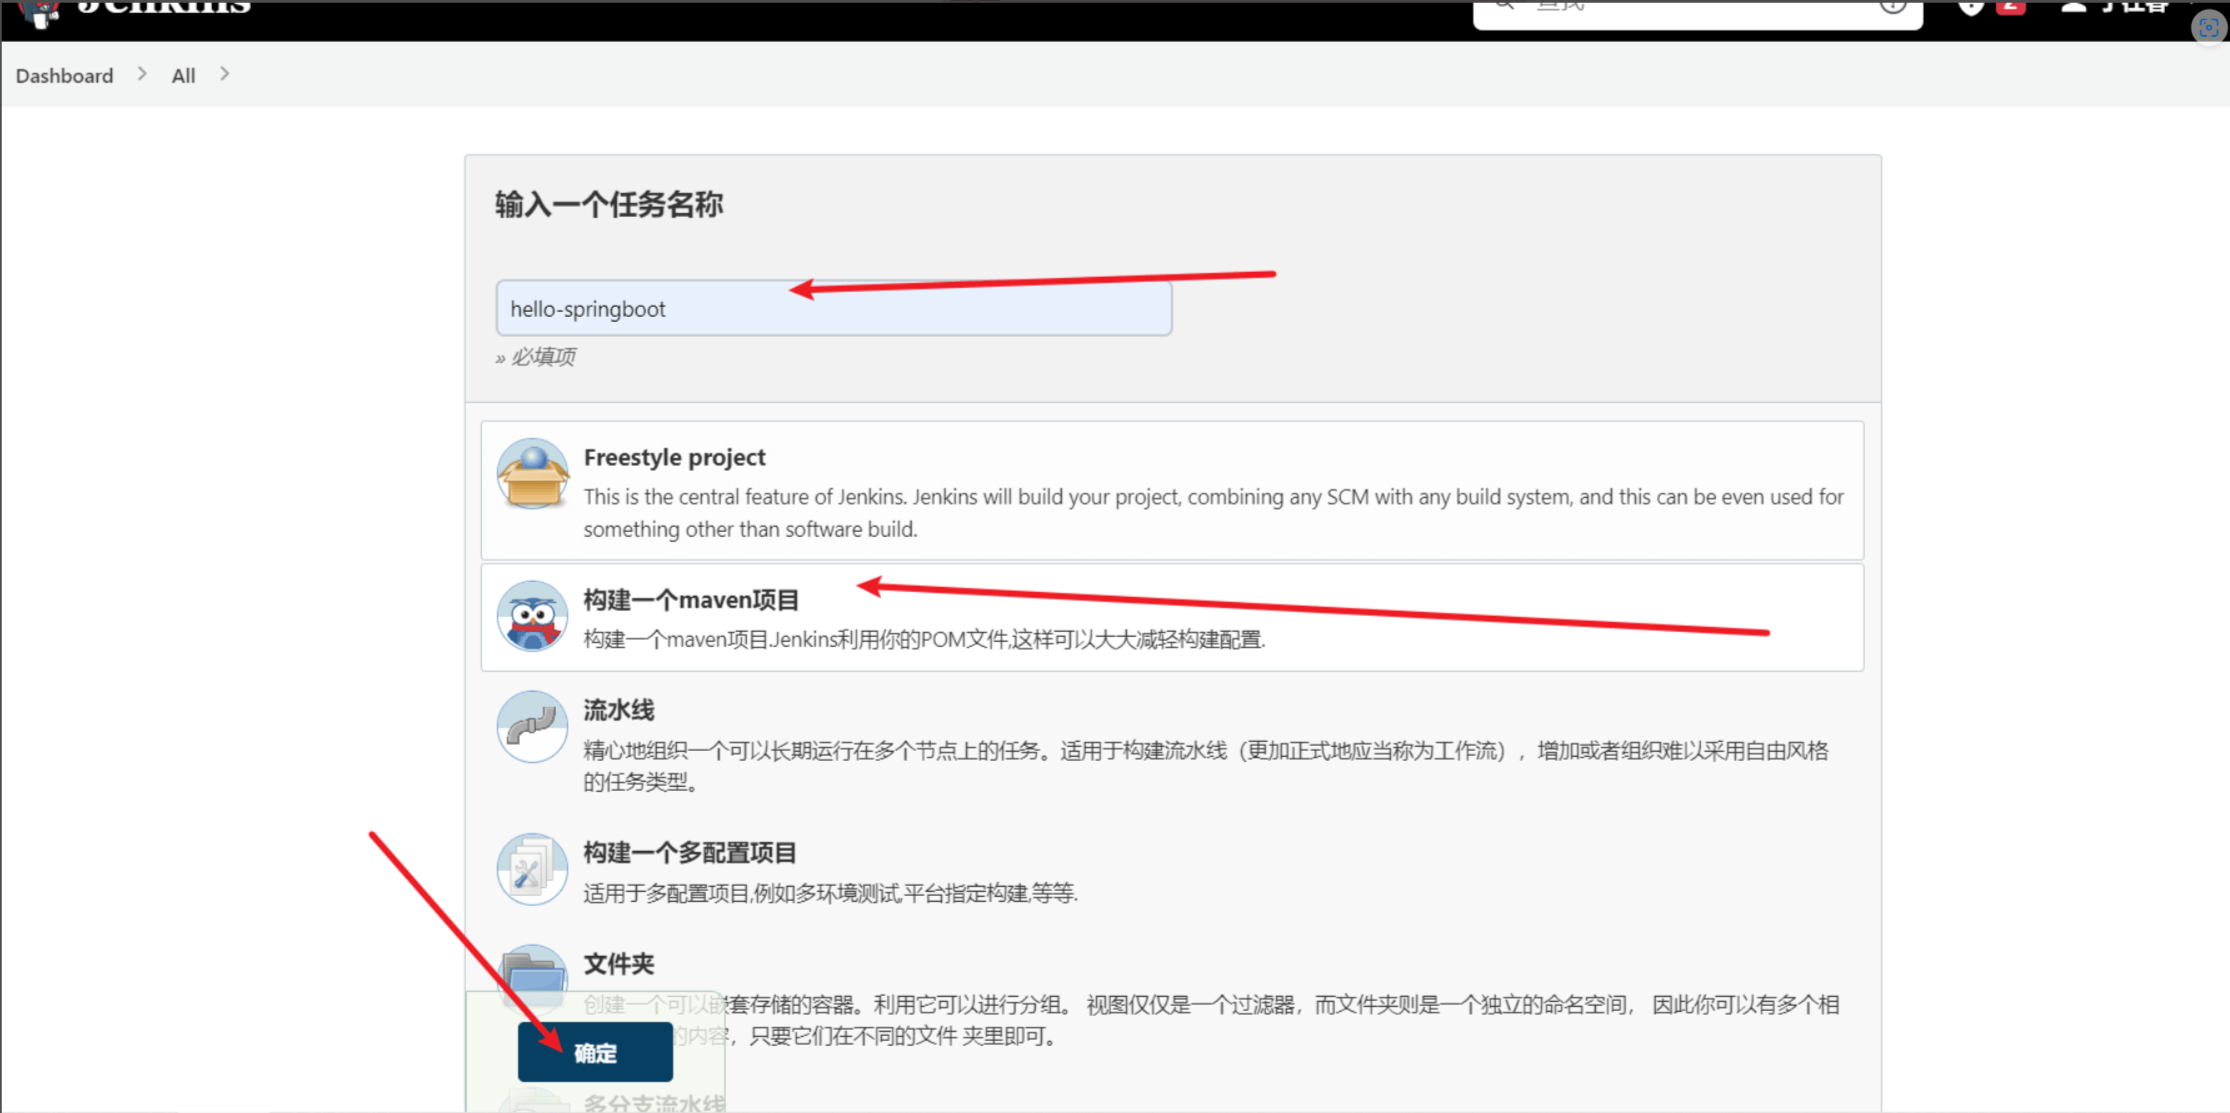 Jenkins
查找
2
Dashboard
All
输入一个任务名称
hello-springboot
» 必填项
Freestyle project
This is the central feature of Jenkins. Jenkins will build your project, combining any SCM with any build system, and this can be even used for
something other than software build.
构建一个maven项目
构建一个maven项目.Jenkins利用你的POM文件,这样可以大大减轻构建配置.
流水线
精心地组织一个可以长期运行在多个节点上的任务。适用于构建流水线（更加正式地应当称为工作流），增加或者组织难以采用自由风格
的任务类型。
构建一个多配置项目
适用于多配置项目,例如多环境测试,平台指定构建,等等.
文件夹
创建一个可以嵌套存储的容器。利用它可以进行分组。 视图仅仅是一个过滤器，而文件夹则是一个独立的命名空间， 因此你可以有多个相
的内容，只要它们在不同的文件 夹里即可。
确定
多分支流水线